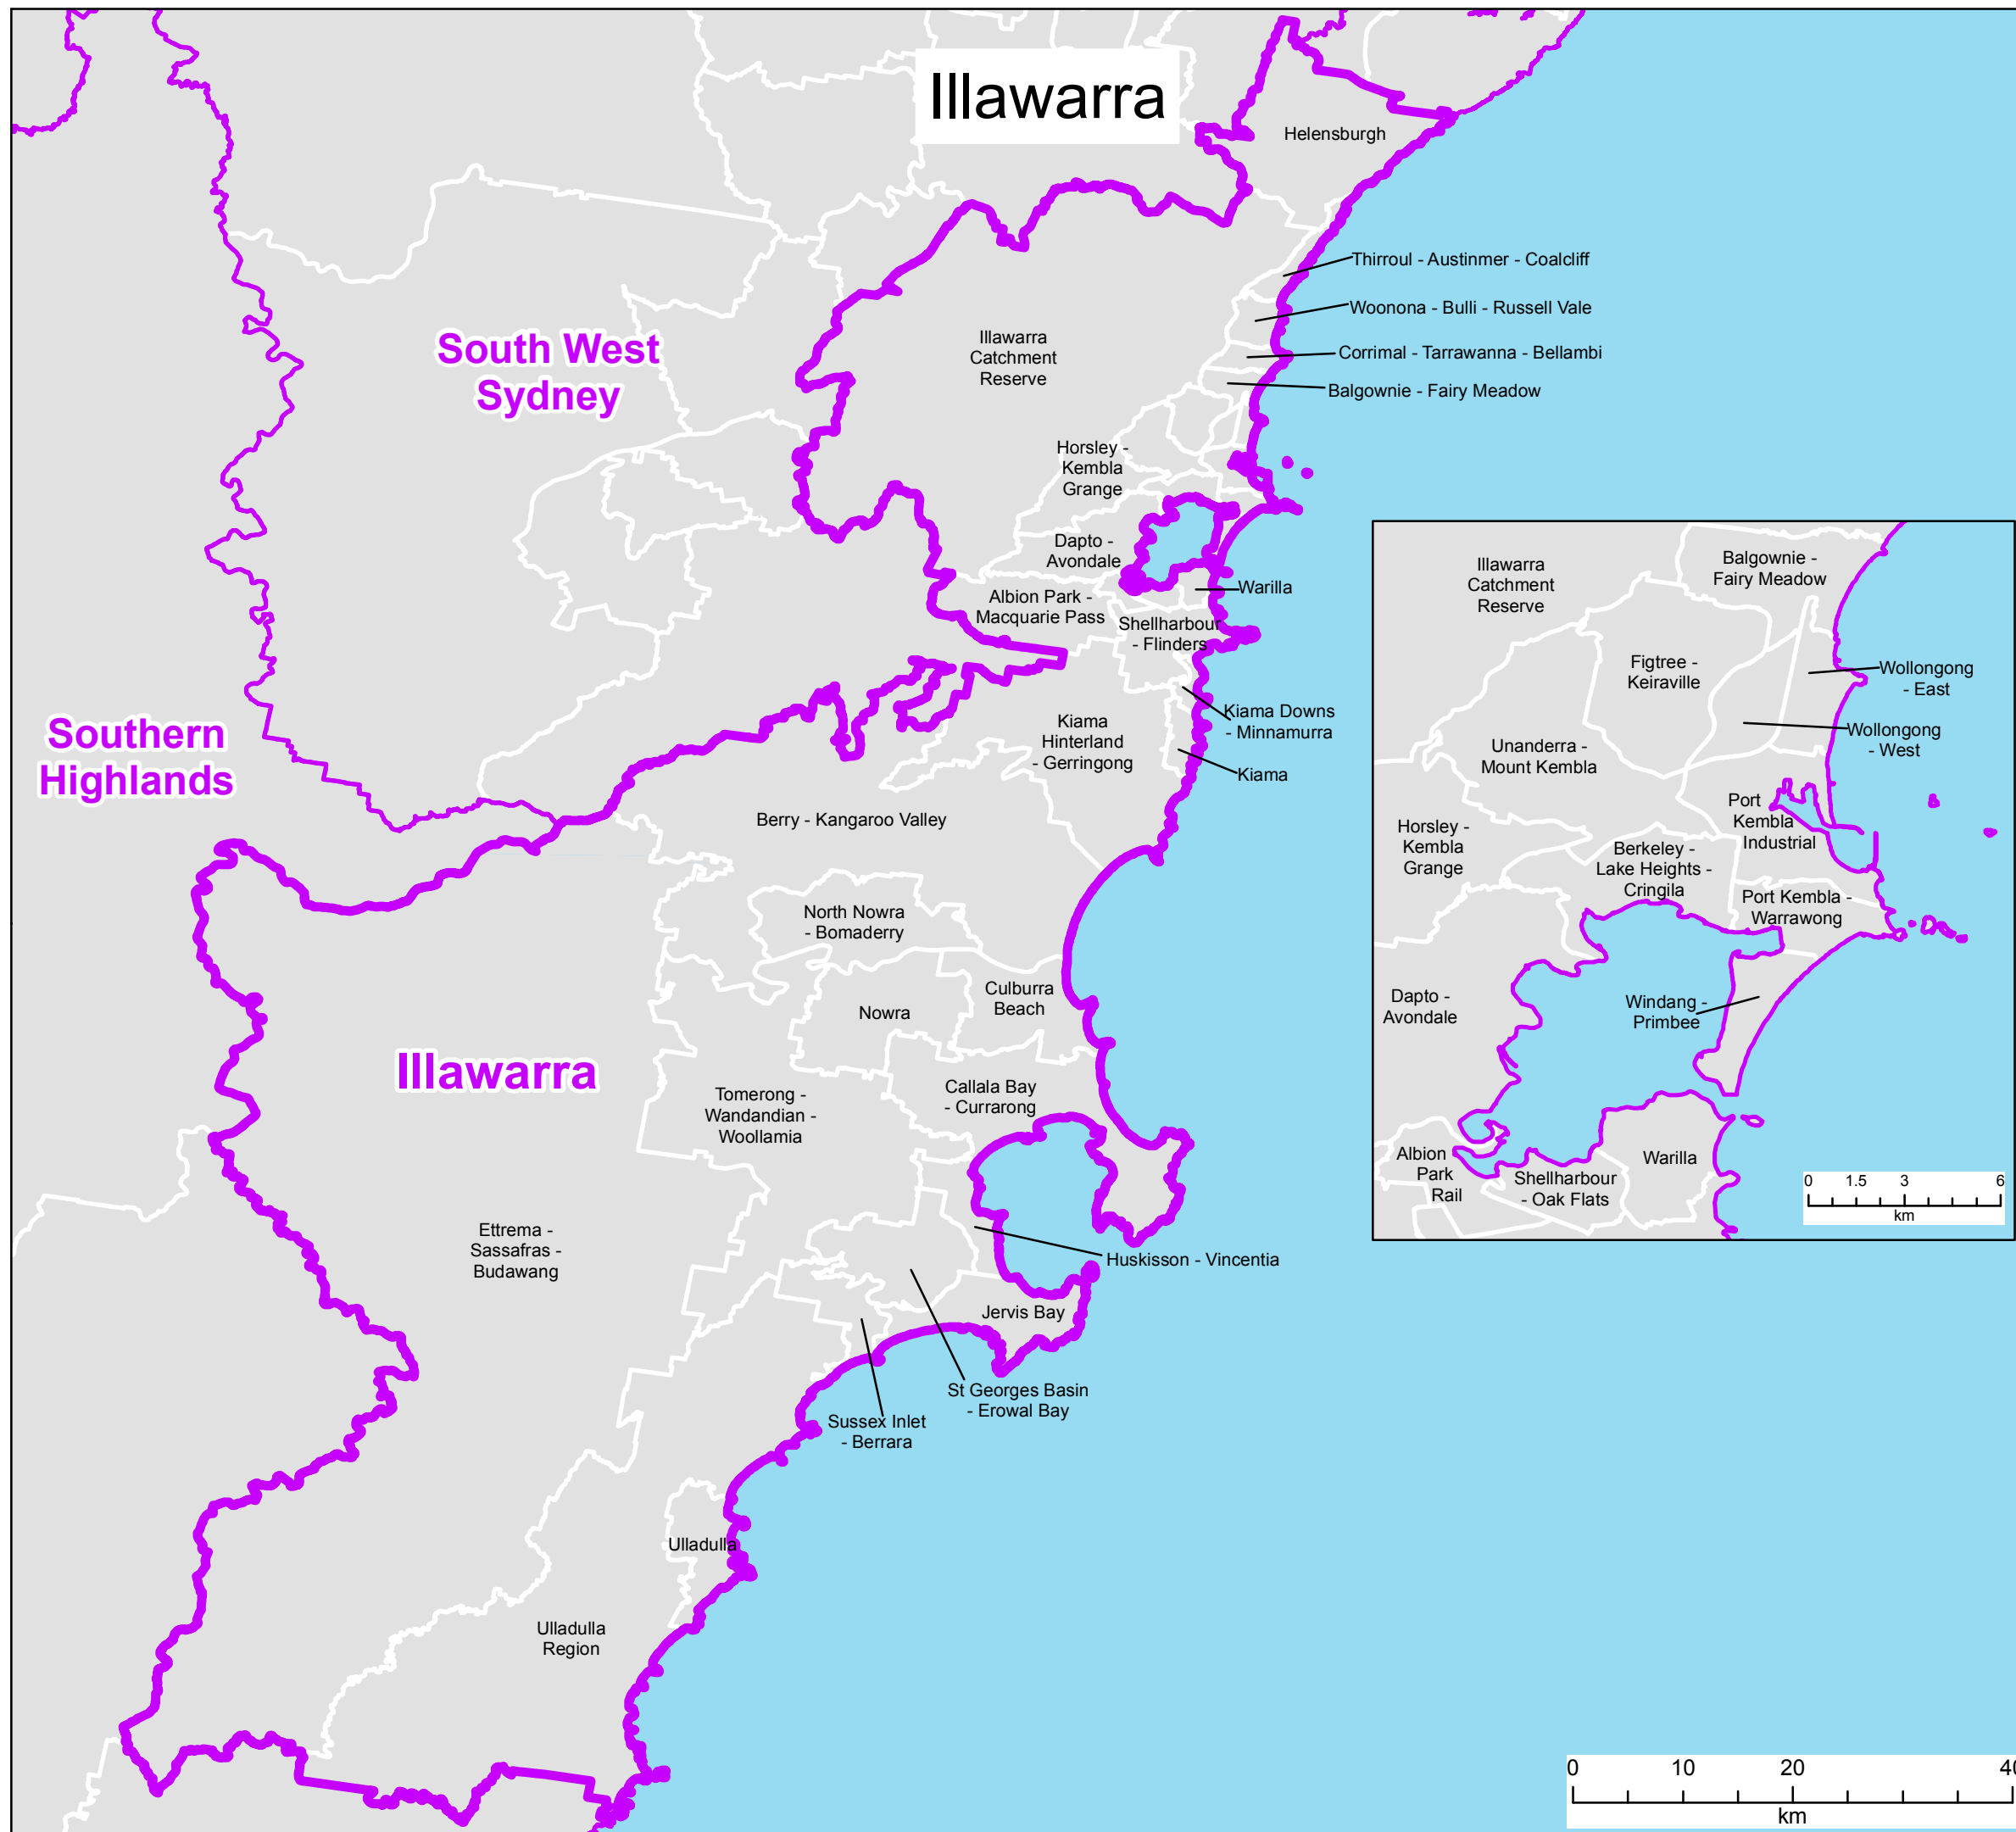 Illawarra
Helensburgh
Thirroul - Austinmer - Coalcliff
Woonona - Bulli - Russell Vale
Corrimal - Tarrawanna - Bellambi
Balgownie - Fairy Meadow
South West
Sydney
Illawarra
Catchment
Reserve
Horsley -
Kembla
Grange
Dapto -
Avondale
Warilla
Albion Park -
Macquarie Pass
Shellharbour
- Flinders
Kiama Downs
- Minnamurra
Kiama
Hinterland
- Gerringong
Kiama
Southern
Highlands
Berry - Kangaroo Valley
North Nowra
- Bomaderry
Culburra
Beach
Nowra
Illawarra
Callala Bay
- Currarong
Tomerong -
Wandandian -
Woollamia
Ettrema -
Sassafras -
Budawang
Huskisson - Vincentia
Jervis Bay
St Georges Basin
- Erowal Bay
Sussex Inlet
- Berrara
Ulladulla
Ulladulla
Region
Illawarra
Catchment
Reserve
Balgownie -
Fairy Meadow
Figtree -
Keiraville
Wollongong
- East
Wollongong
- West
Unanderra -
Mount Kembla
Port
Kembla
Industrial
Horsley -
Kembla
Grange
Berkeley -
Lake Heights -
Cringila
Port Kembla -
Warrawong
Dapto -
Avondale
Windang -
Primbee
Albion
Park
Rail
Shellharbour
- Oak Flats
Warilla
0 1.5 3 6
km
0 10 20 40
km